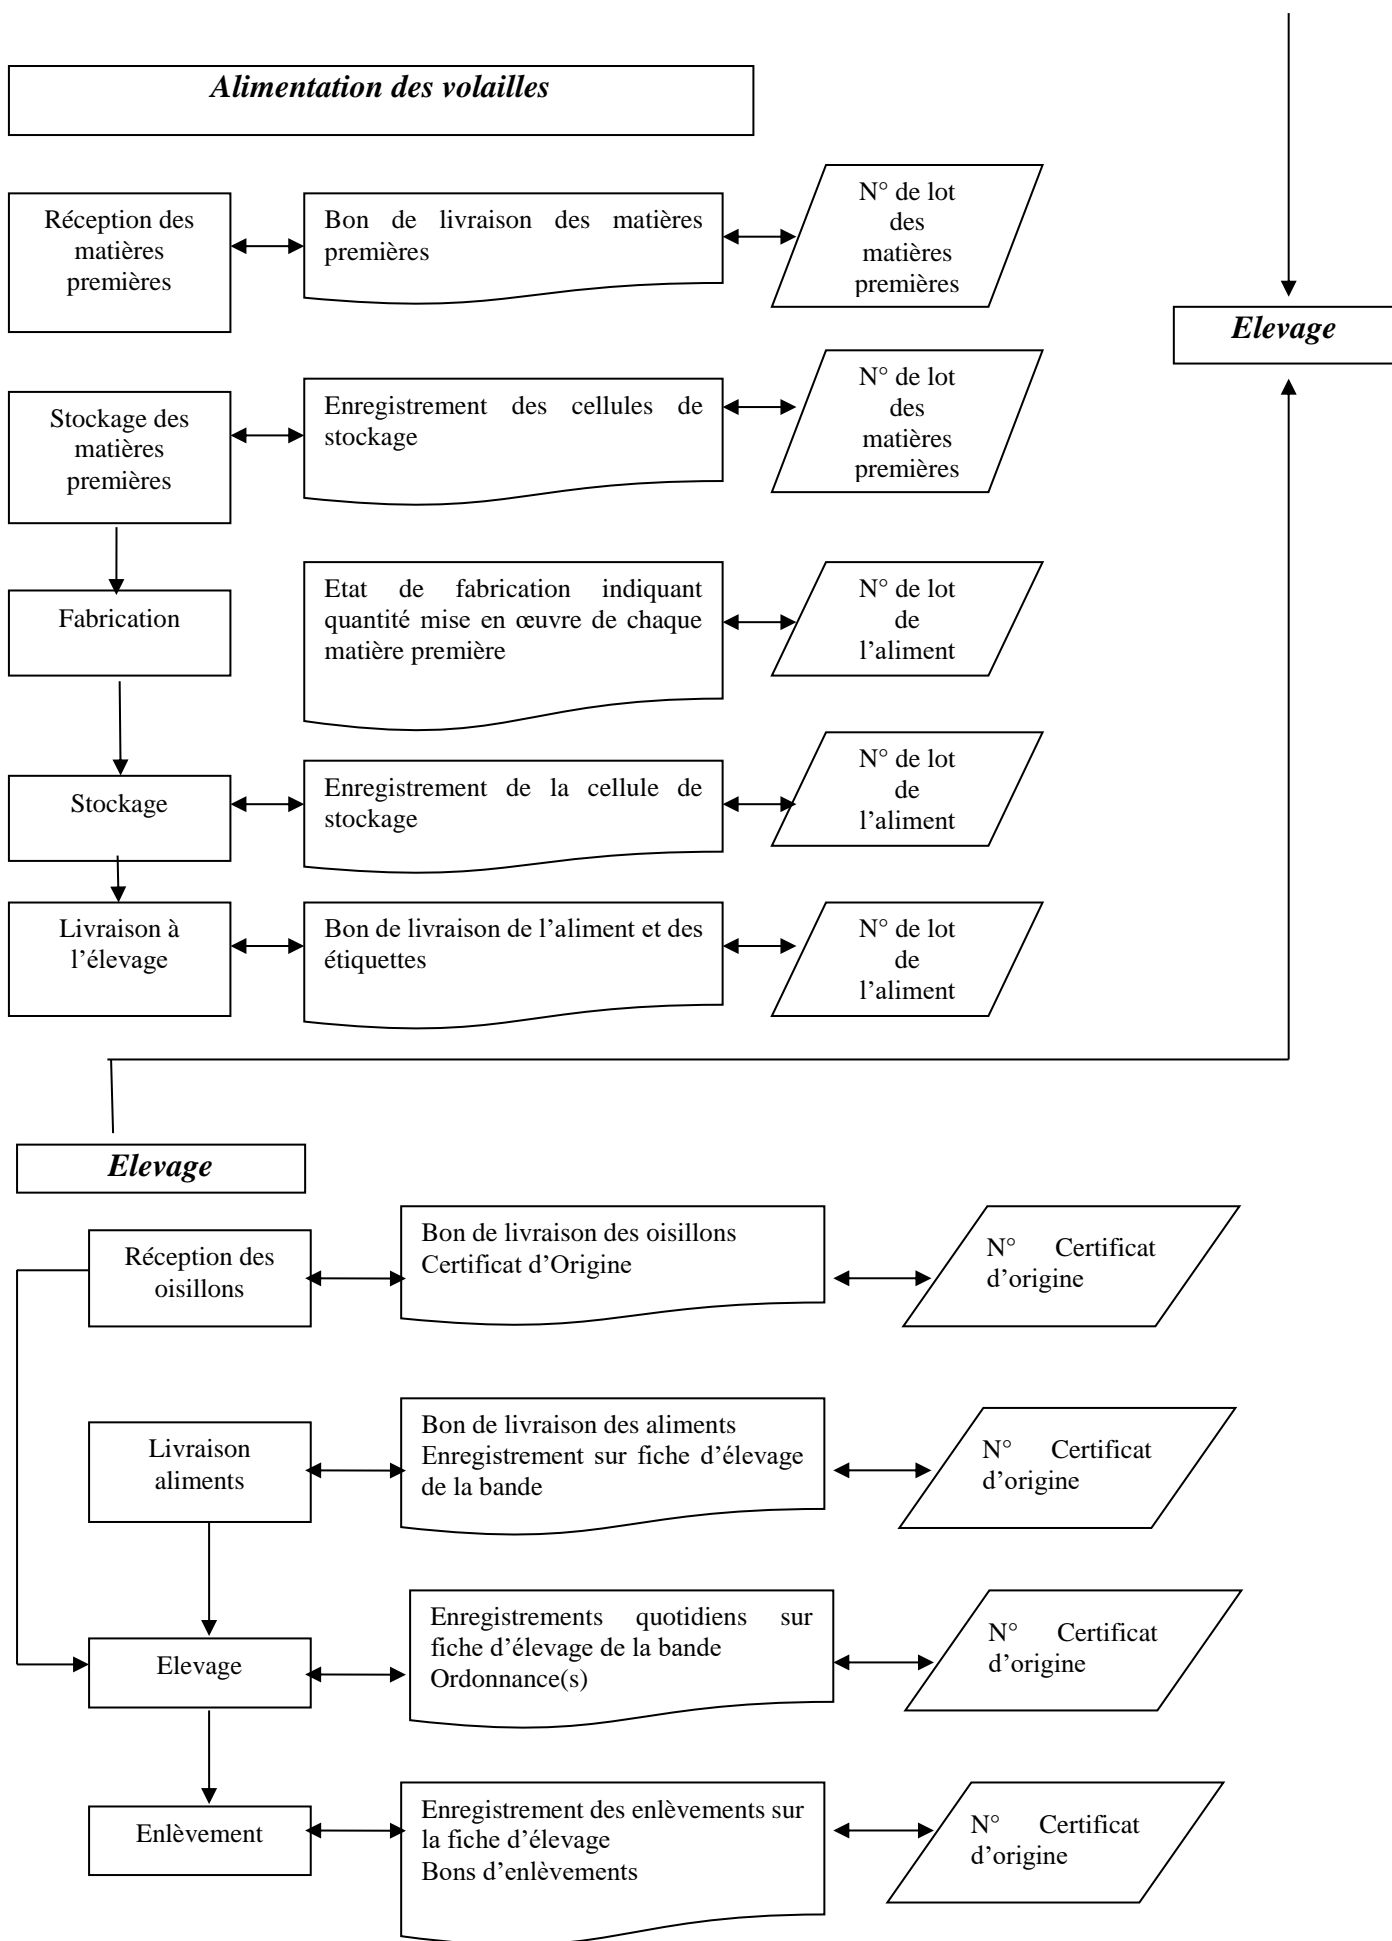 Alimentation des volailles
Réception des
matières
premières
Bon de livraison des matières
premières
N° de lot
des
matières
premières
Elevage
Stockage des
matières
premières
Enregistrement des cellules de
stockage
N° de lot
des
matières
premières
Fabrication
Etat de fabrication indiquant
quantité mise en œuvre de chaque
matière première
N° de lot
de
l’aliment
Stockage
Enregistrement de la cellule de
stockage
N° de lot
de
l’aliment
Livraison à
l’élevage
Bon de livraison de l’aliment et des
étiquettes
N° de lot
de
l’aliment
Elevage
Réception des
oisillons
Bon de livraison des oisillons
Certificat d’Origine
N° Certificat
d’origine
Livraison
aliments
Bon de livraison des aliments
Enregistrement sur fiche d’élevage
de la bande
N° Certificat
d’origine
Elevage
Enregistrements quotidiens sur
fiche d’élevage de la bande
Ordonnance(s)
N° Certificat
d’origine
Enlèvement
Enregistrement des enlèvements sur
la fiche d’élevage
Bons d’enlèvements
N° Certificat
d’origine